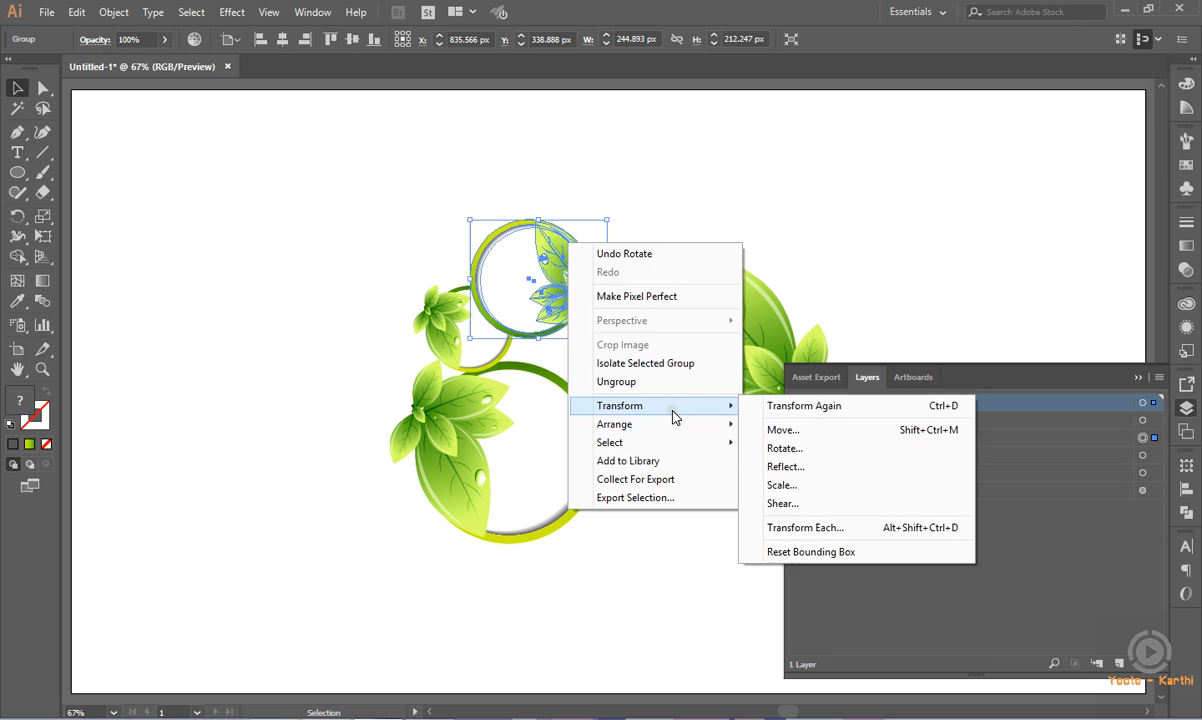 Ai File Edit Object Type Select Effect View Window Help Br St Essentials Search Adobe Stock
Group Opacity: 100% X: 835.566 px Y: 338.888 px W: 244.893 px H: 212.247 px
Untitled-1* @ 67% (RGB/Preview)
Undo Rotate
Redo
Make Pixel Perfect
Perspective
Crop Image
Isolate Selected Group
Ungroup
Transform
Arrange
Select
Add to Library
Collect For Export
Export Selection...
Asset Export Layers Artboards
Transform Again Ctrl+D
Move... Shift+Ctrl+M
Rotate...
Reflect...
Scale...
Shear...
Transform Each... Alt+Shift+Ctrl+D
Reset Bounding Box
?
1 Layer
Yeete - Karthi
67% 1 Selection